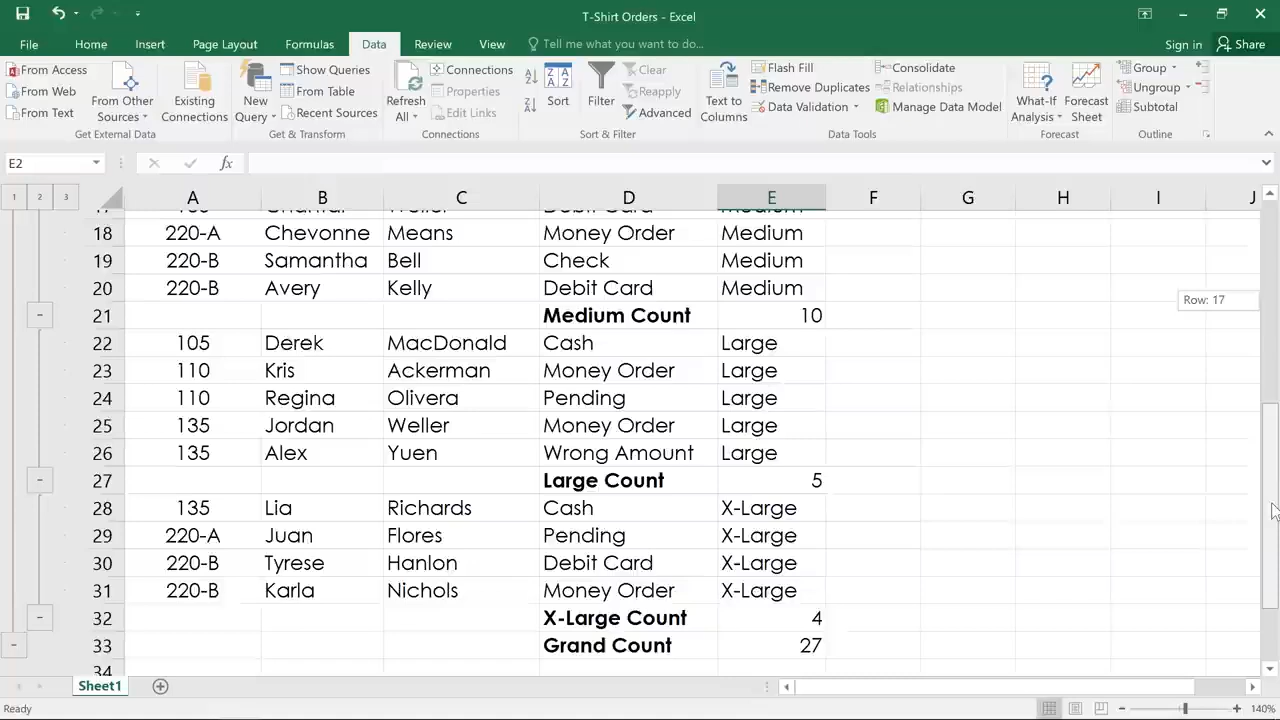 T-Shirt Orders - Excel
File Home Insert Page Layout Formulas Data Review View Tell me what you want to do... Sign in Share
From Access
From Web
From Text
From Other Sources
Existing Connections
Get External Data
New Query
Show Queries
From Table
Recent Sources
Get & Transform
Refresh All
Connections
Properties
Edit Links
Connections
Sort
Filter
Clear
Reapply
Advanced
Sort & Filter
Text to Columns
Flash Fill
Remove Duplicates
Data Validation
Consolidate
Relationships
Manage Data Model
Data Tools
What-If Analysis
Forecast Sheet
Forecast
Group
Ungroup
Subtotal
Outline
E2 fx
1 2 3 A B C D E F G H I J
18 220-A Chevonne Means Money Order Medium
19 220-B Samantha Bell Check Medium
20 220-B Avery Kelly Debit Card Medium
Row: 17
21 Medium Count 10
22 105 Derek MacDonald Cash Large
23 110 Kris Ackerman Money Order Large
24 110 Regina Olivera Pending Large
25 135 Jordan Weller Money Order Large
26 135 Alex Yuen Wrong Amount Large
27 Large Count 5
28 135 Lia Richards Cash X-Large
29 220-A Juan Flores Pending X-Large
30 220-B Tyrese Hanlon Debit Card X-Large
31 220-B Karla Nichols Money Order X-Large
32 X-Large Count 4
33 Grand Count 27
34
Sheet1
Ready 140%